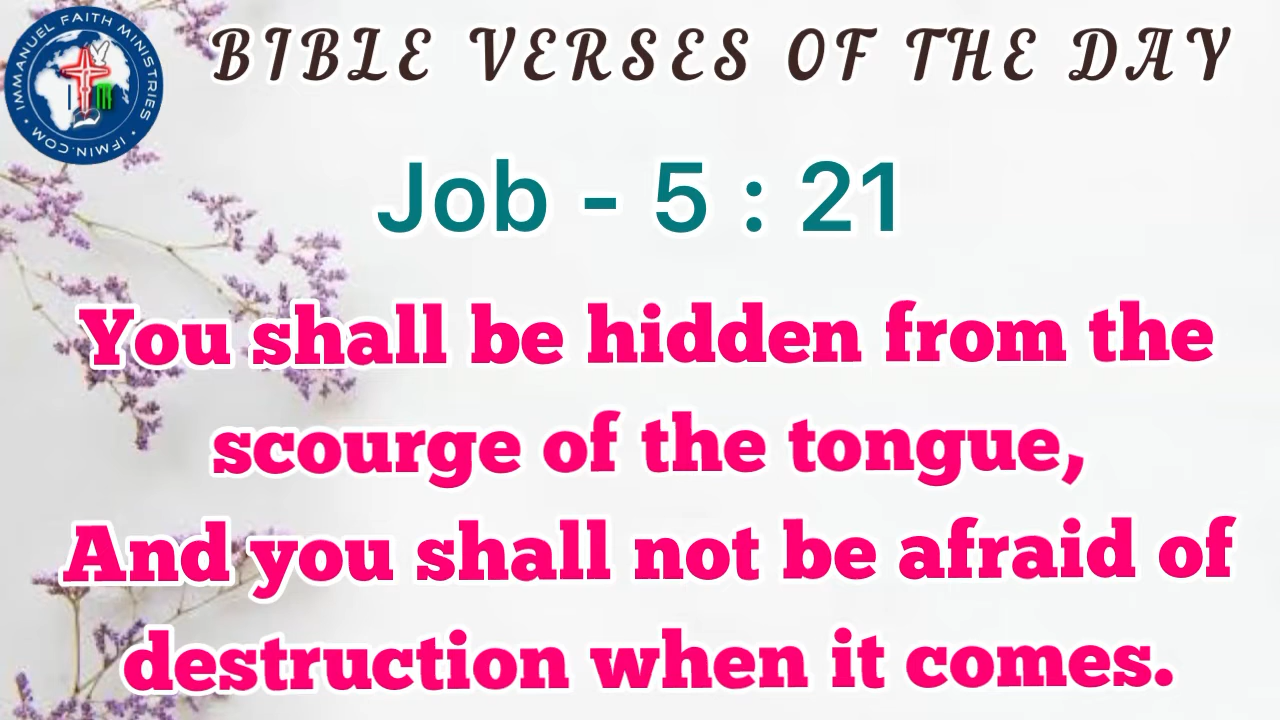 IMMANUEL FAITH MINISTRIES
• IFMIN.COM •
BIBLE VERSES OF THE DAY
Job - 5 : 21
You shall be hidden from the
scourge of the tongue,
And you shall not be afraid of
destruction when it comes.